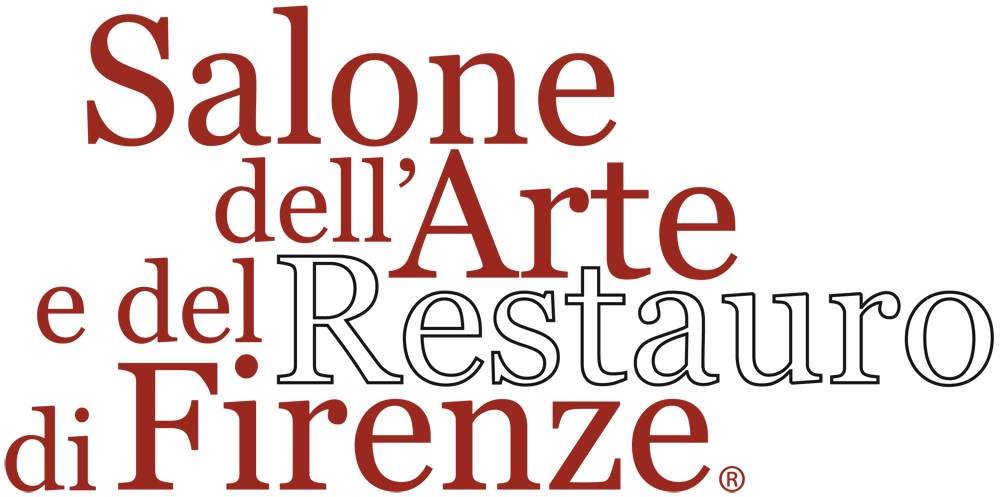 Salone
dell’Arte
e del Restauro
di Firenze®